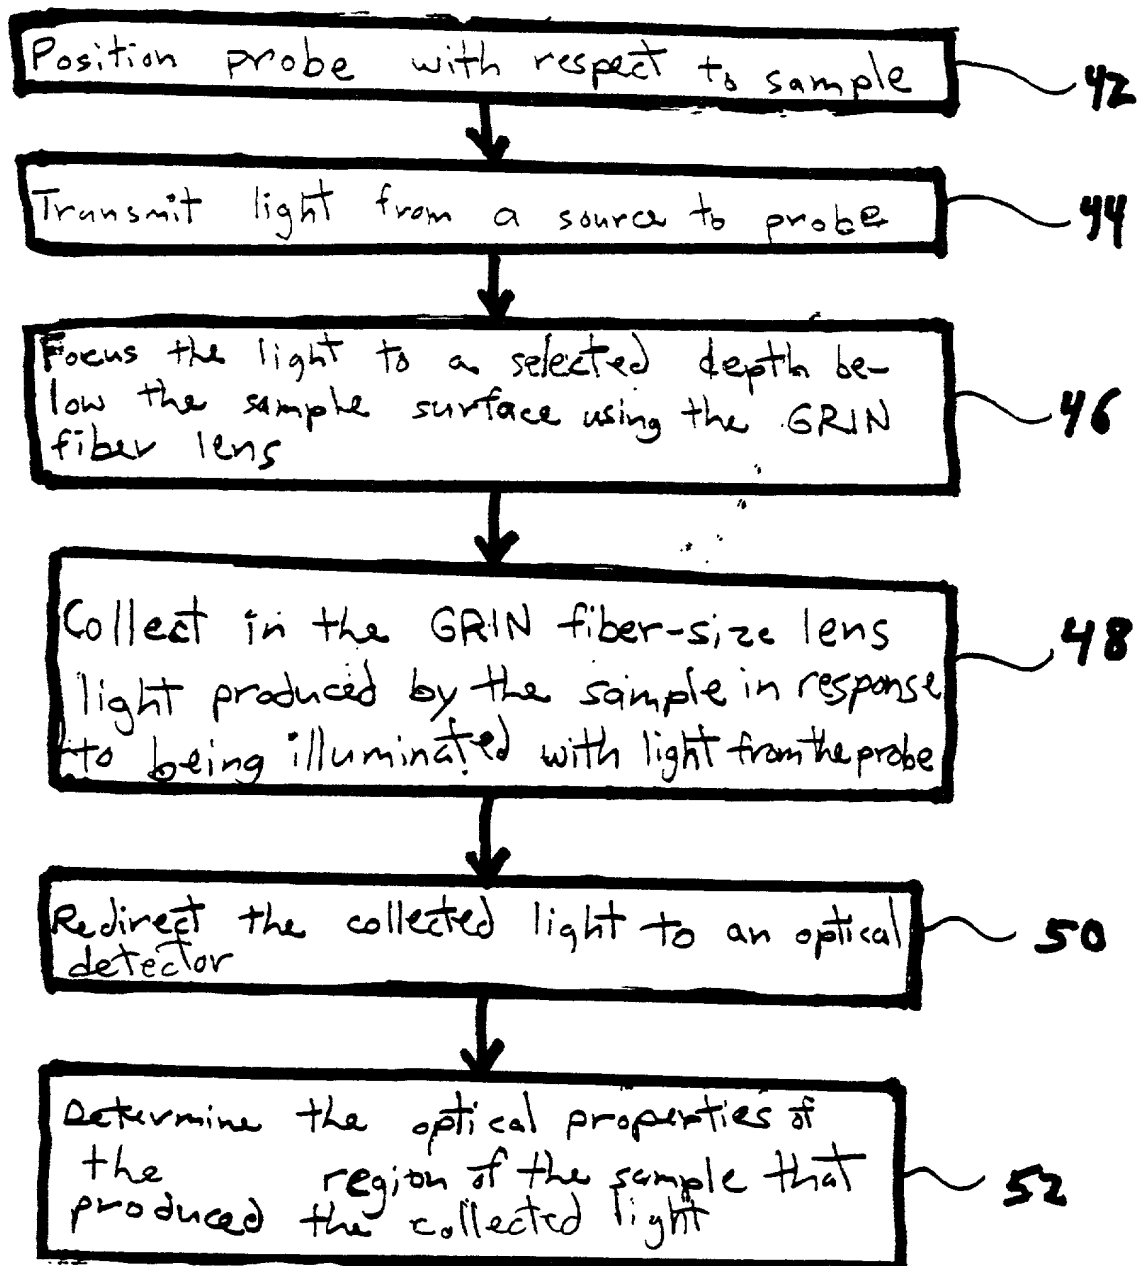 Position probe with respect to sample
42
Transmit light from a source to probe
44
Focus the light to a selected depth be-
low the sample surface using the GRIN
fiber lens
46
Collect in the GRIN fiber-size lens
light produced by the sample in response
to being illuminated with light from the probe
48
Redirect the collected light to an optical
detector
50
Determine the optical properties of
the region of the sample that
produced the collected light
52